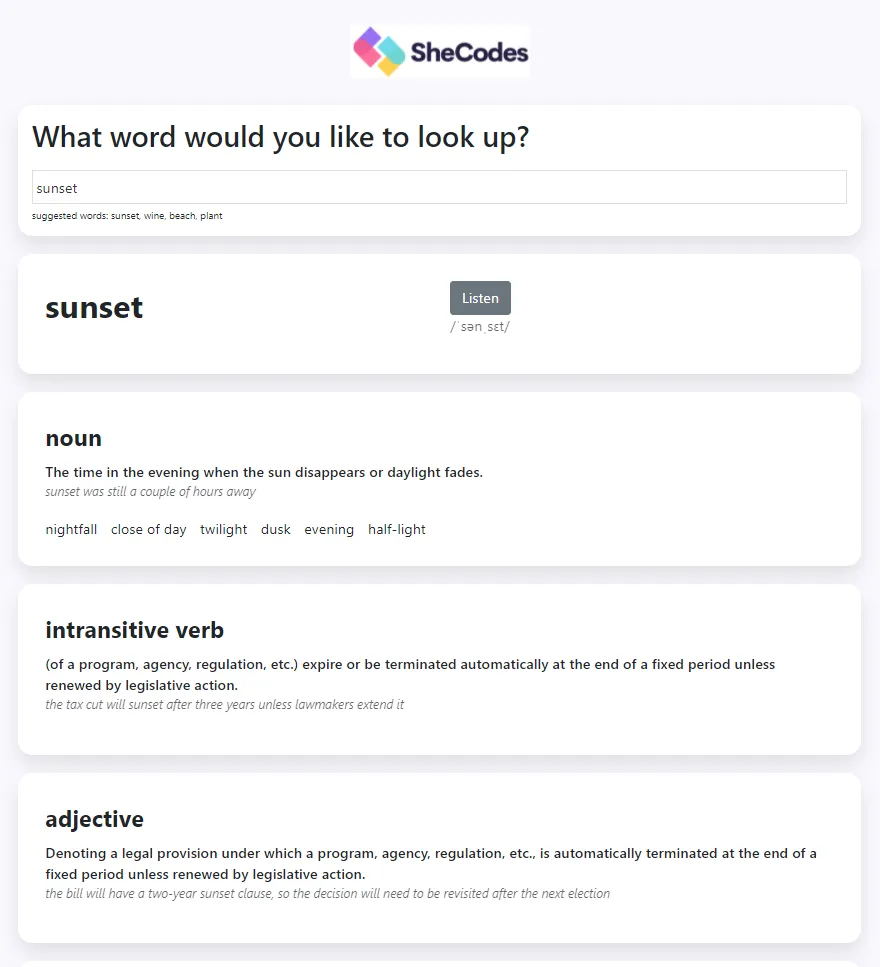 SheCodes
What word would you like to look up?
sunset
suggested words: sunset, wine, beach, plant
sunset
Listen
/ˈsənˌsɛt/
noun
The time in the evening when the sun disappears or daylight fades.
sunset was still a couple of hours away
nightfall close of day twilight dusk evening half-light
intransitive verb
(of a program, agency, regulation, etc.) expire or be terminated automatically at the end of a fixed period unless
renewed by legislative action.
the tax cut will sunset after three years unless lawmakers extend it
adjective
Denoting a legal provision under which a program, agency, regulation, etc., is automatically terminated at the end of a
fixed period unless renewed by legislative action.
the bill will have a two-year sunset clause, so the decision will need to be revisited after the next election